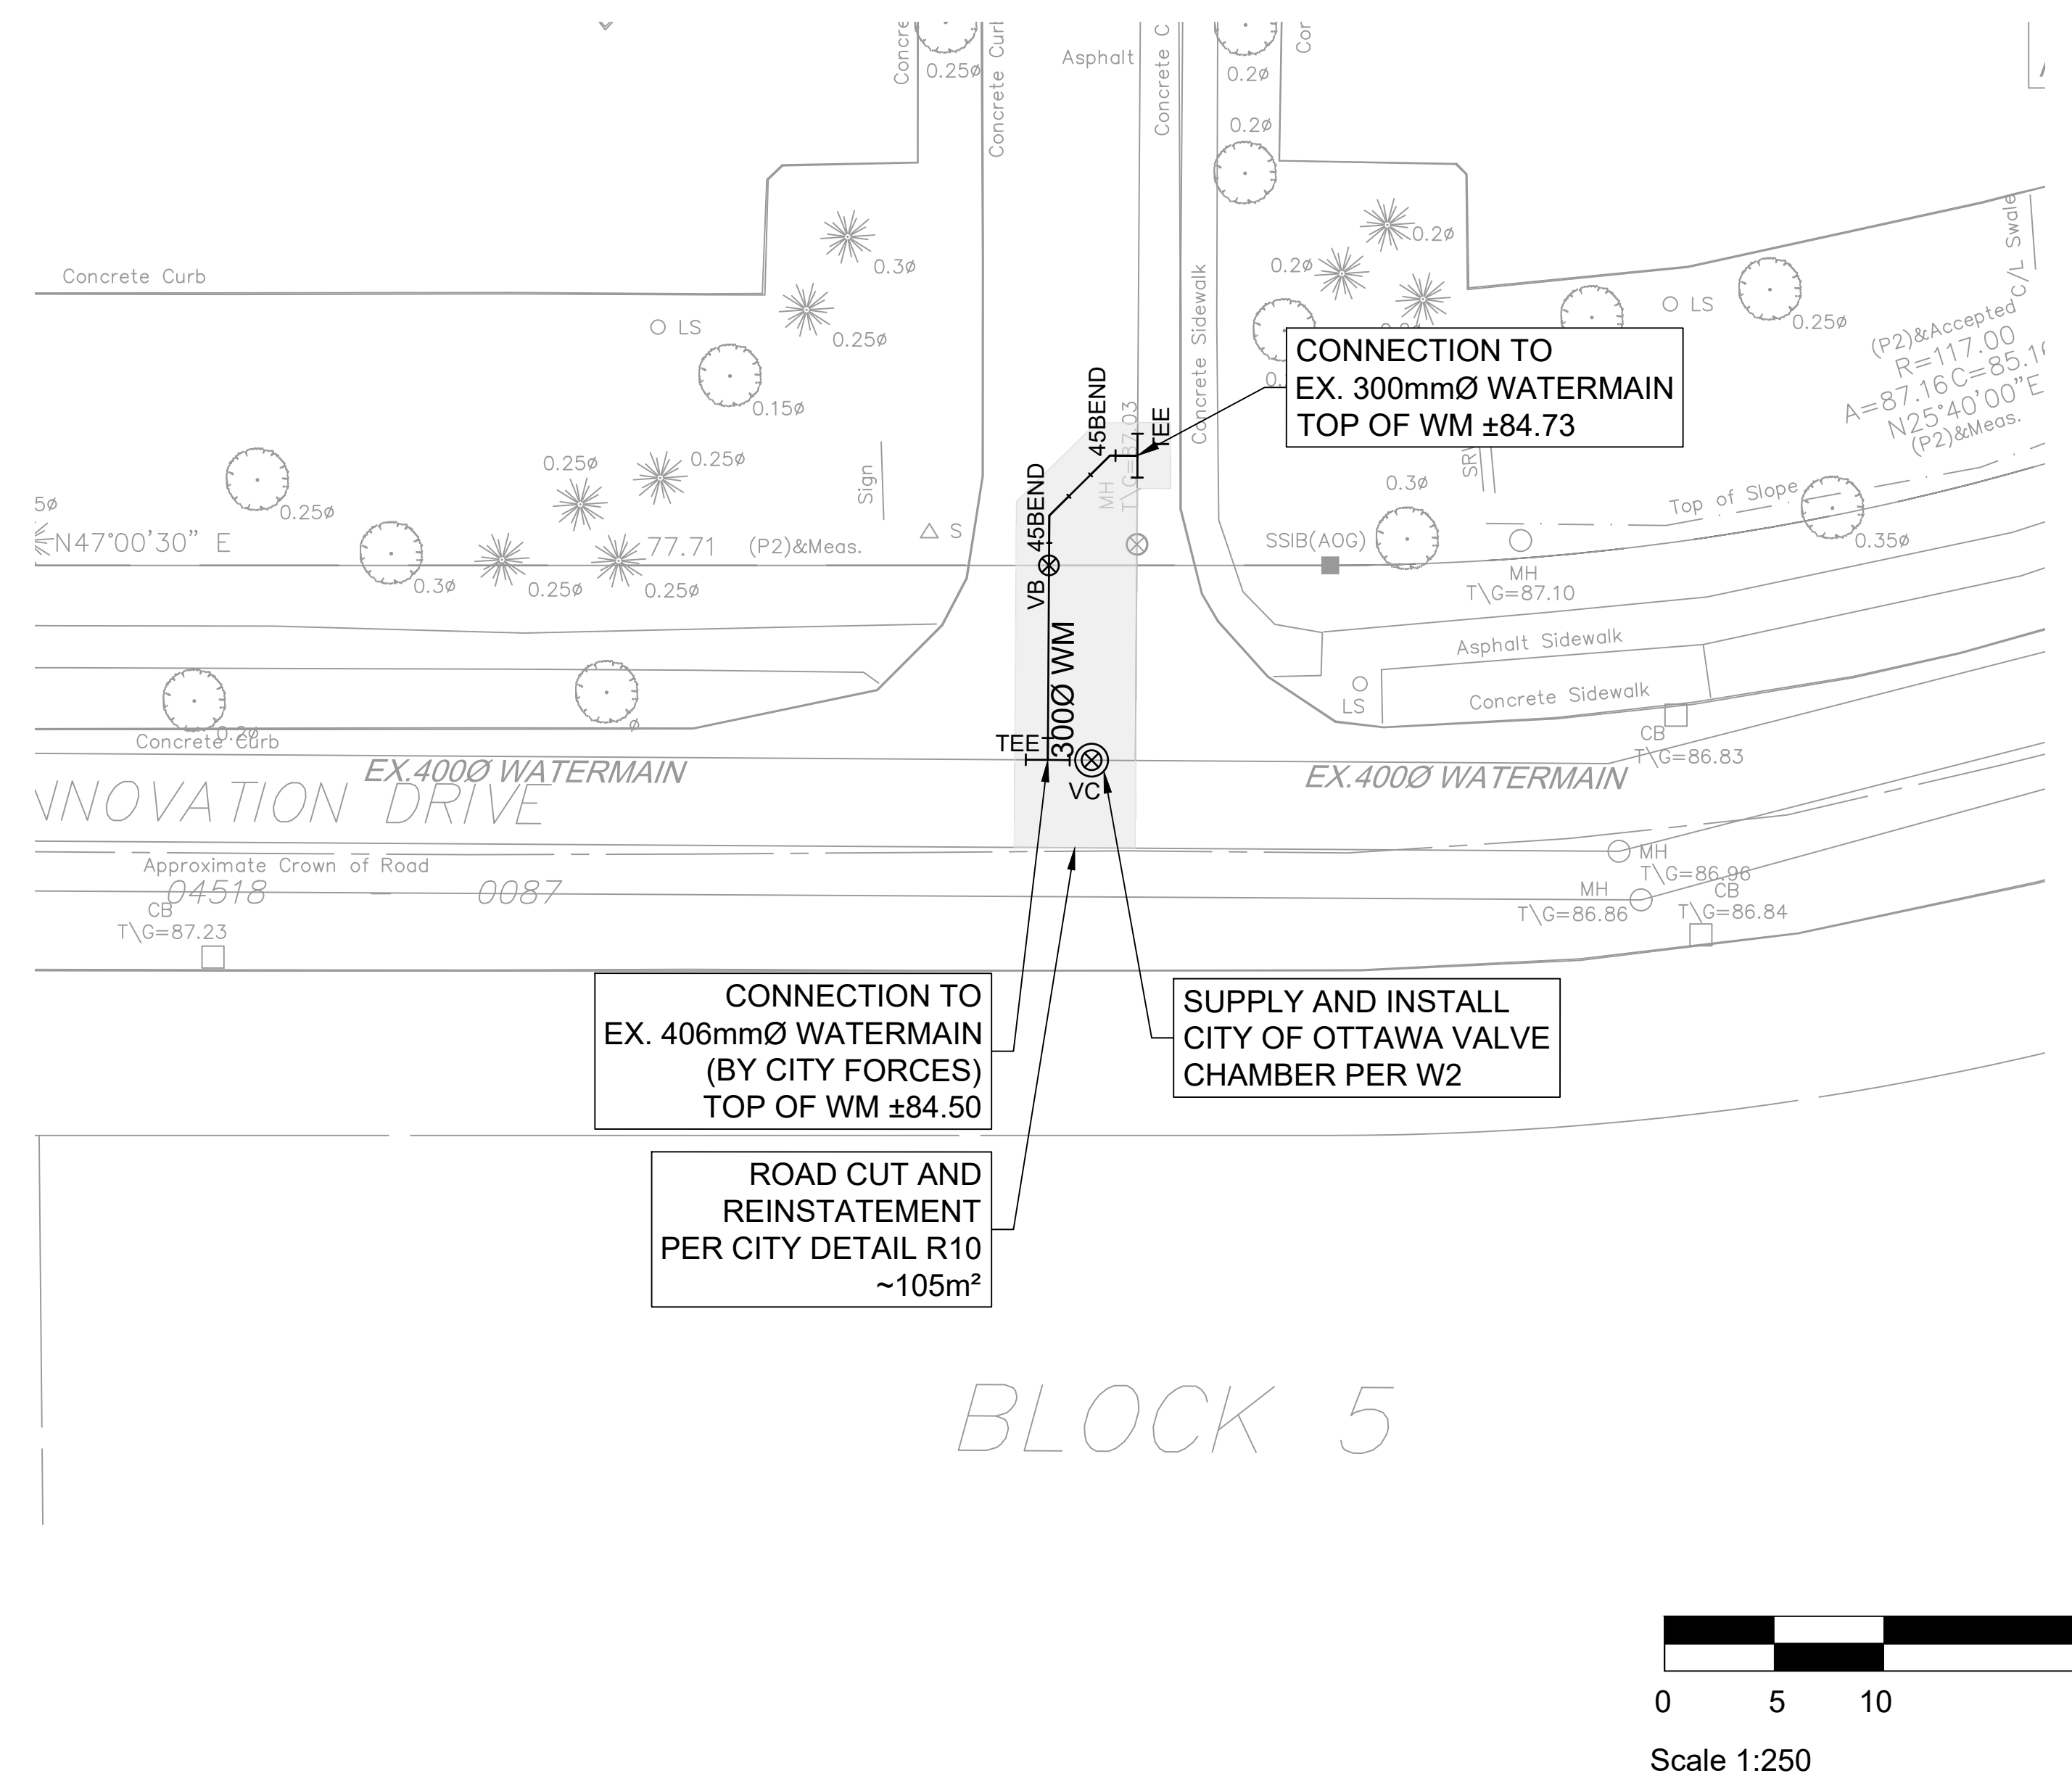 Concrete Curb
0.25ø
Asphalt
0.2ø
0.2ø
Concrete Curb
0.3ø
0.25ø
LS
0.15ø
0.25ø
0.25ø
0.25ø
Sign
S
N47°00'30" E
77.71
(P2)&Meas.
0.3ø
0.25ø
0.25ø
0.2ø
0.2ø
Concrete Sidewalk
LS
0.25ø
C/L Swale
(P2)&Accepted
R=117.00
A=87.16
N25°40'00"E
(P2)&Meas.
CONNECTION TO
EX. 300mmØ WATERMAIN
TOP OF WM ±84.73
45BEND
TEE
MH
45BEND
VB
300Ø WM
TEE
VC
0.3ø
Top of Slope
0.35ø
SSIB(AOG)
MH
T\G=87.10
Asphalt Sidewalk
Concrete Sidewalk
LS
CB
T\G=86.83
0.2ø
Concrete Curb
EX.400Ø WATERMAIN
EX.400Ø WATERMAIN
NNOVATION DRIVE
Approximate Crown of Road
04518 — 0087
CB
T\G=87.23
MH
T\G=86.96
MH
T\G=86.86
CB
T\G=86.84
CONNECTION TO
EX. 406mmØ WATERMAIN
(BY CITY FORCES)
TOP OF WM ±84.50
SUPPLY AND INSTALL
CITY OF OTTAWA VALVE
CHAMBER PER W2
ROAD CUT AND
REINSTATEMENT
PER CITY DETAIL R10
~105m²
BLOCK 5
0 5 10
Scale 1:250